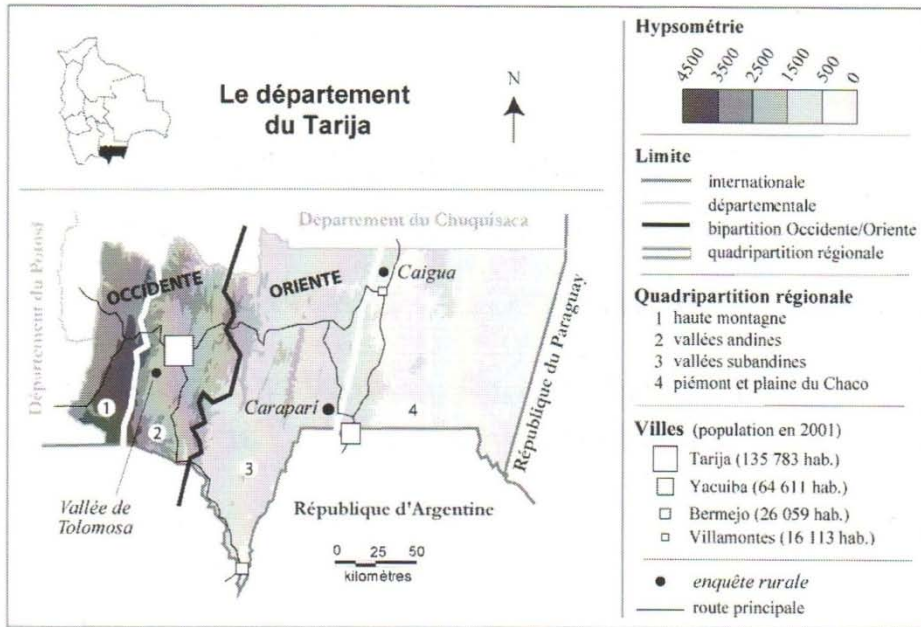 Le département
du Tarija
N
Département du Chuquisaca
Département du Potosi
OCCIDENTE
ORIENTE
Caigua
Carapari
République du Paraguay
1
2
3
4
Vallée de
Tolomosa
République d'Argentine
0 25 50
kilomètres
Hypsométrie
4500 3500 2500 1500 500 0
Limite
internationale
départementale
bipartition Occidente/Oriente
quadripartition régionale
Quadripartition régionale
1 haute montagne
2 vallées andines
3 vallées subandines
4 piémont et plaine du Chaco
Villes (population en 2001)
Tarija (135 783 hab.)
Yacuiba (64 611 hab.)
Bermejo (26 059 hab.)
Villamontes (16 113 hab.)
enquête rurale
route principale